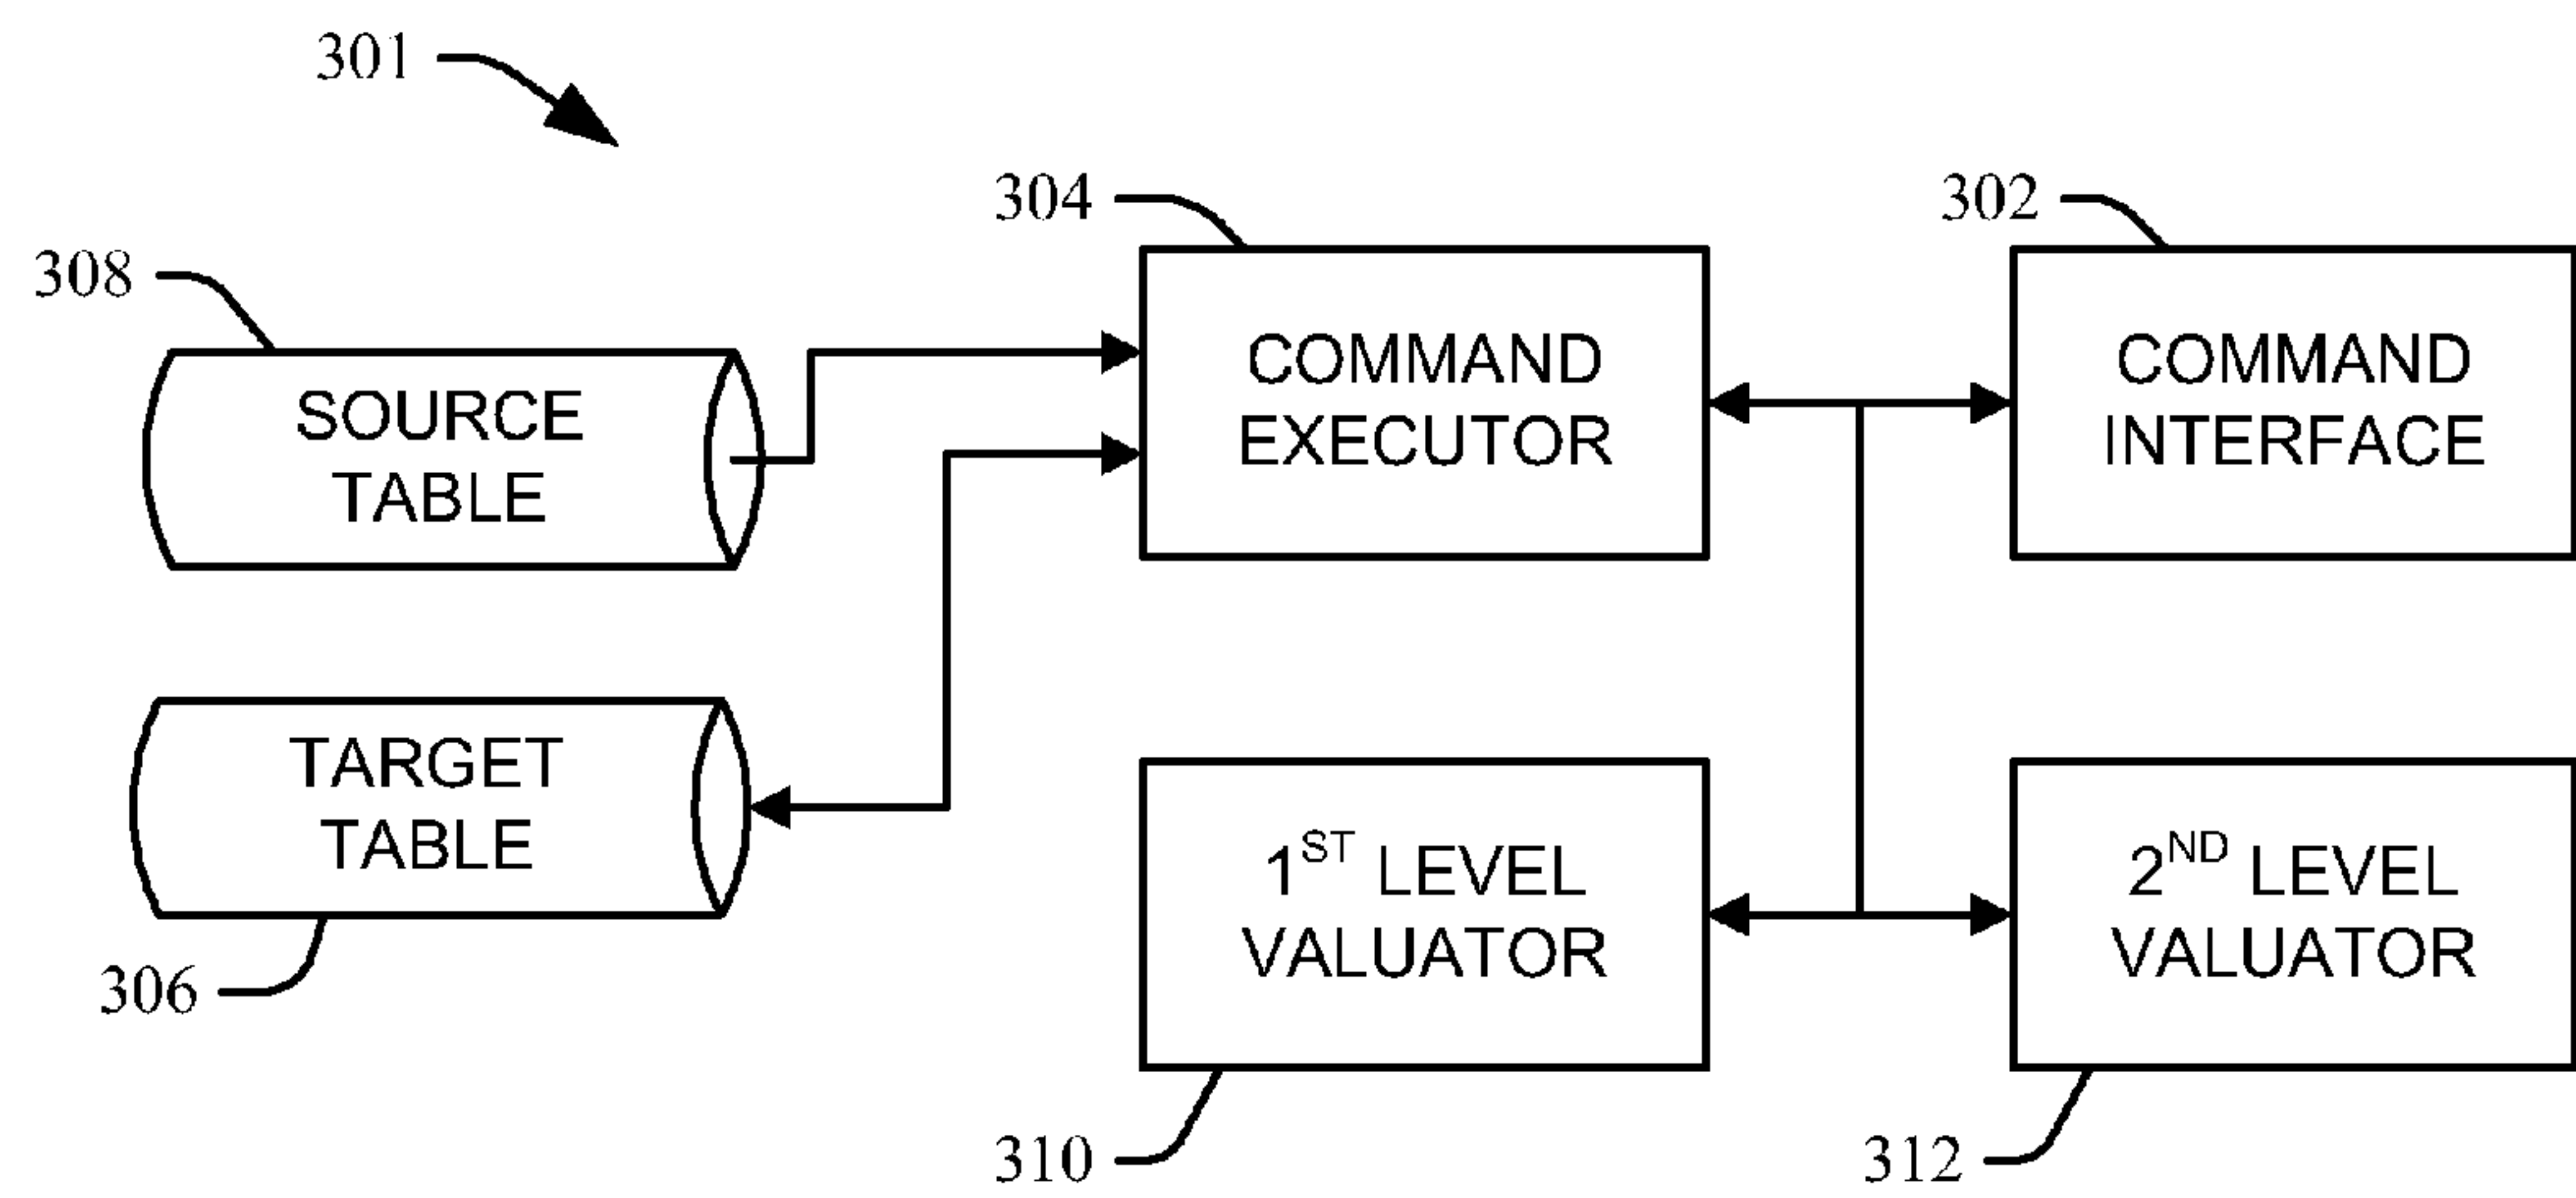 301
304
302
308
SOURCE
TABLE
COMMAND
EXECUTOR
COMMAND
INTERFACE
TARGET
TABLE
306
1ST LEVEL
VALUATOR
2ND LEVEL
VALUATOR
310
312